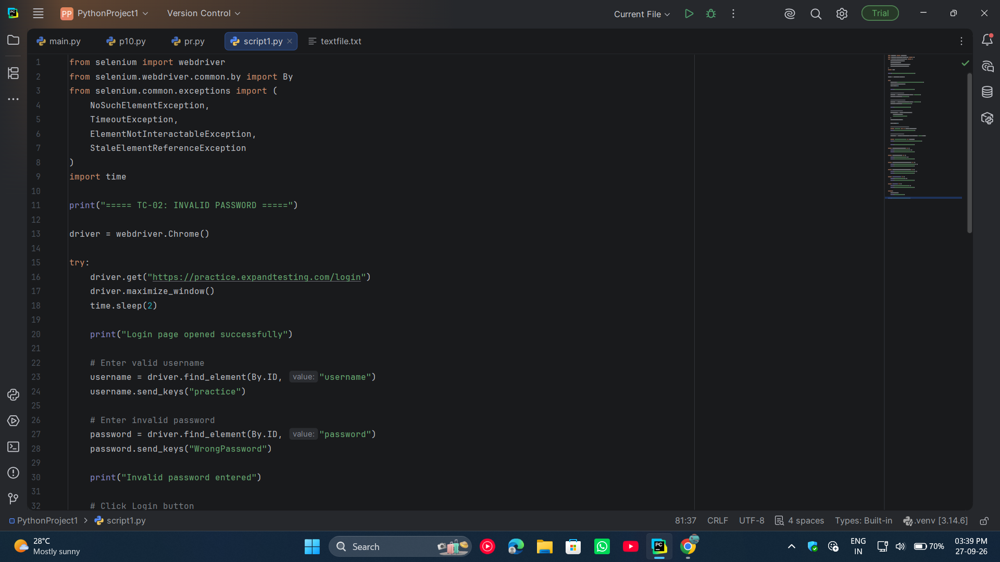 PC
PP PythonProject1 Version Control Current File Trial
main.py p10.py pr.py script1.py textfile.txt
1 from selenium import webdriver
2 from selenium.webdriver.common.by import By
3 from selenium.common.exceptions import (
4 NoSuchElementException,
5 TimeoutException,
6 ElementNotInteractableException,
7 StaleElementReferenceException
8 )
9 import time
10
11 print("===== TC-02: INVALID PASSWORD =====")
12
13 driver = webdriver.Chrome()
14
15 try:
16 driver.get("https://practice.expandtesting.com/login")
17 driver.maximize_window()
18 time.sleep(2)
19
20 print("Login page opened successfully")
21
22 # Enter valid username
23 username = driver.find_element(By.ID, value: "username")
24 username.send_keys("practice")
25
26 # Enter invalid password
27 password = driver.find_element(By.ID, value: "password")
28 password.send_keys("WrongPassword")
29
30 print("Invalid password entered")
31
32 # Click Login button
PythonProject1 > script1.py 81:37 CRLF UTF-8 4 spaces Types: Built-in .venv [3.14.6]
28°C
Mostly sunny
Search
PC
ENG
IN
70%
03:39 PM
27-09-26